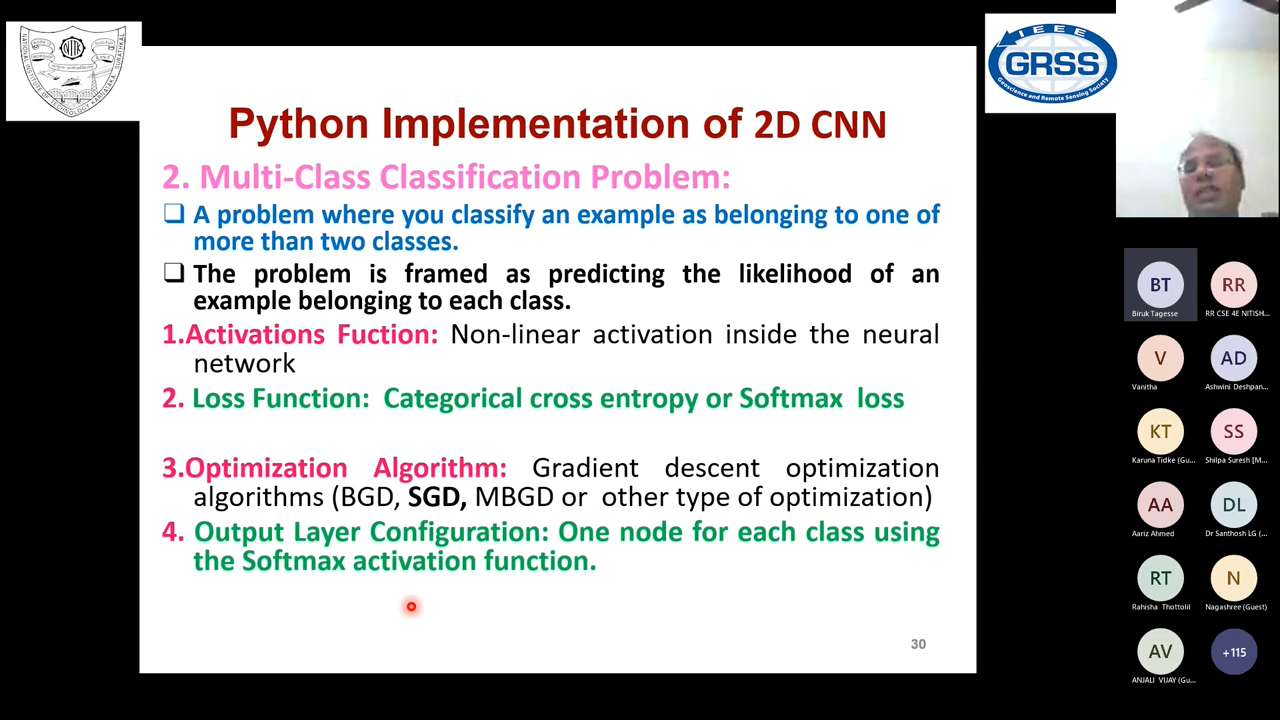 IEEE
GRSS
Geoscience and Remote Sensing Society
Python Implementation of 2D CNN
2. Multi-Class Classification Problem:
❑ A problem where you classify an example as belonging to one of
more than two classes.
❑ The problem is framed as predicting the likelihood of an
example belonging to each class.
1.Activations Fuction: Non-linear activation inside the neural
network
2. Loss Function: Categorical cross entropy or Softmax loss
3.Optimization Algorithm: Gradient descent optimization
algorithms (BGD, SGD, MBGD or other type of optimization)
4. Output Layer Configuration: One node for each class using
the Softmax activation function.
30
BT
Biruk Tagesse
RR
RR CSE 4E NITISH...
V
Vanitha
AD
Ashwini Deshpan...
KT
Karuna Tidke (Gu...
SS
Shilpa Suresh [M...
AA
Aariz Ahmed
DL
Dr Santhosh LG (...
RT
Rahisha Thottolil
N
Nagashree (Guest)
AV
ANJALI VIJAY (Gu...
+115